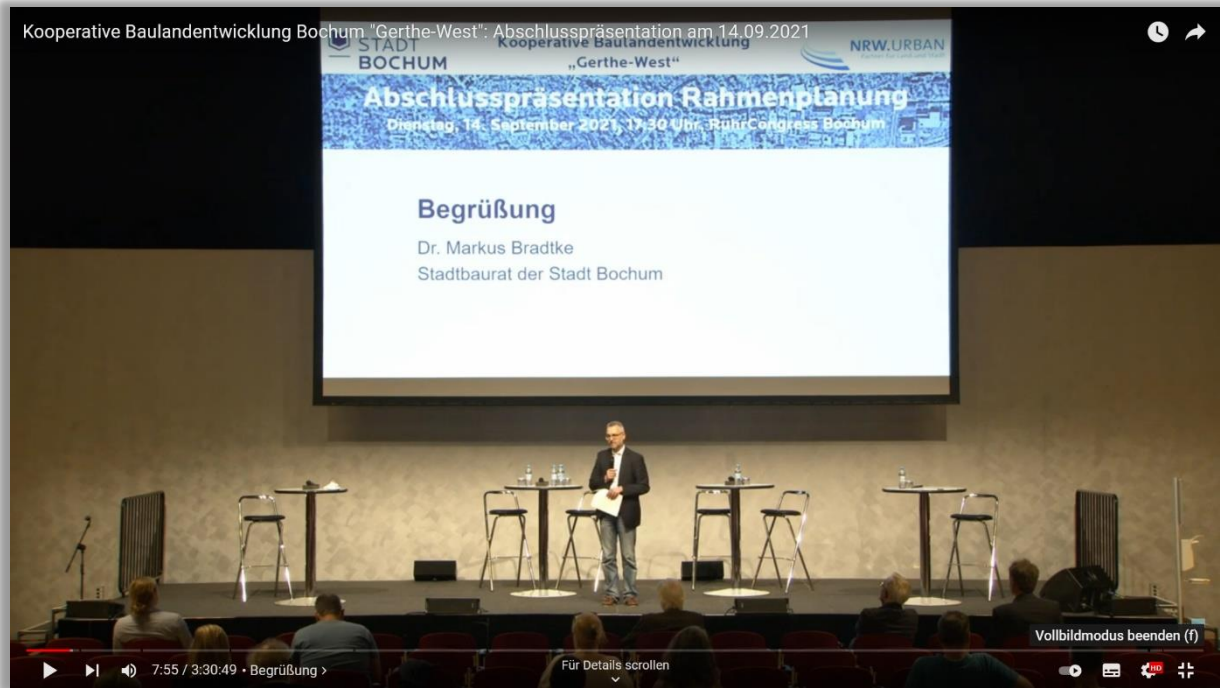 Kooperative Baulandentwicklung Bochum "Gerthe-West": Abschlusspräsentation am 14.09.2021
STADT
BOCHUM
Kooperative Baulandentwicklung
„Gerthe-West“
NRW.URBAN
Abschlusspräsentation Rahmenplanung
Dienstag, 14. September 2021, 17:30 Uhr, RuhrCongress Bochum
Begrüßung
Dr. Markus Bradtke
Stadtbaurat der Stadt Bochum
Vollbildmodus beenden (f)
7:55 / 3:30:49 • Begrüßung ›
Für Details scrollen
HD